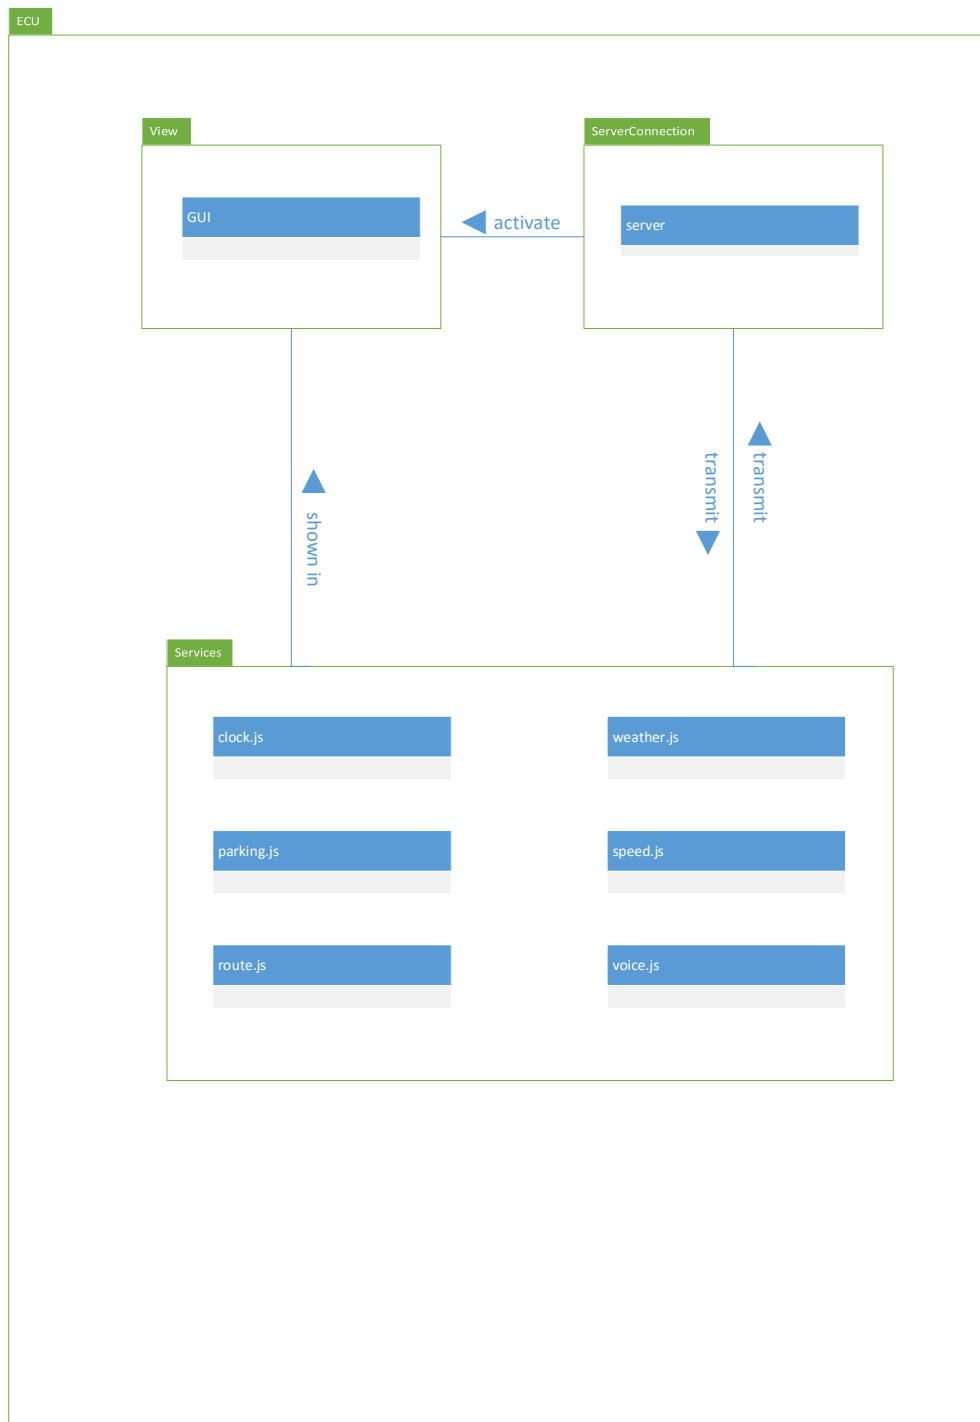 ECU
View
ServerConnection
GUI
server
activate
shown in
transmit
transmit
Services
clock.js
weather.js
parking.js
speed.js
route.js
voice.js